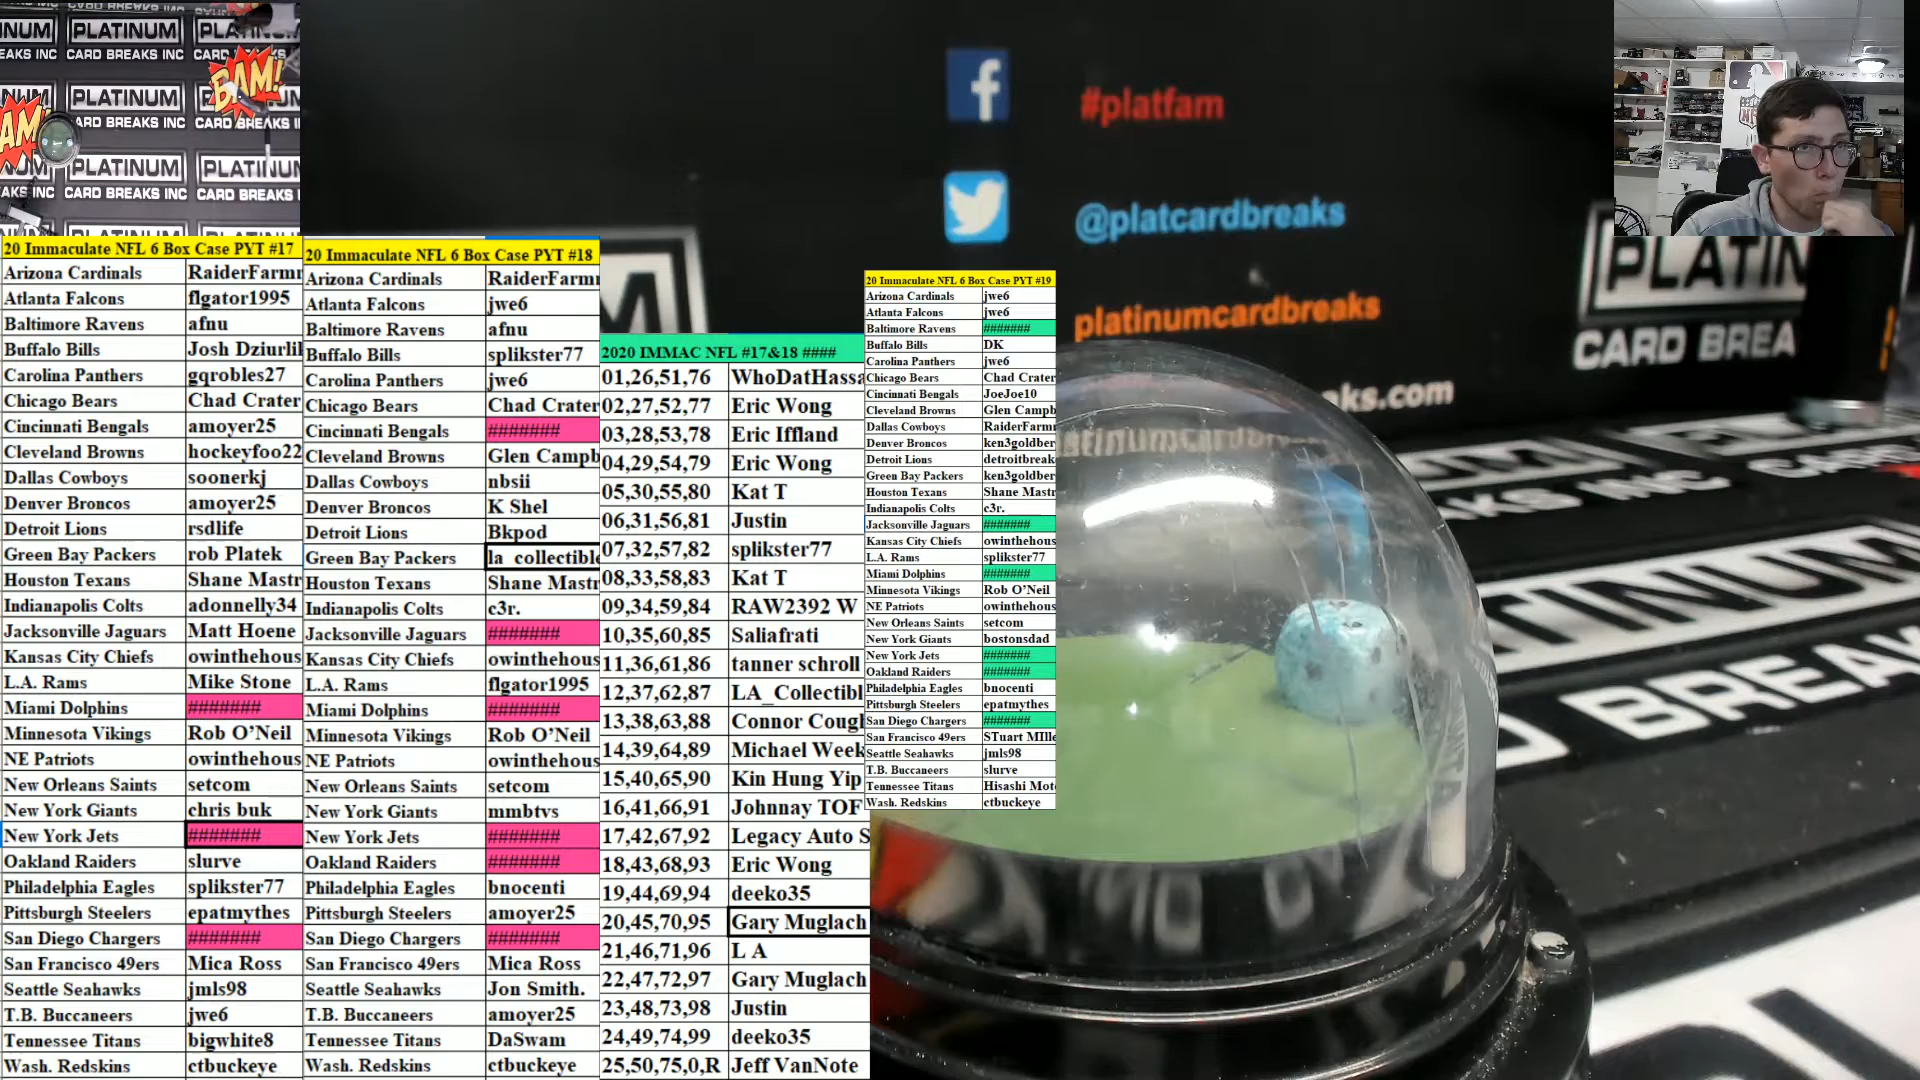 PLATINUM
CARD BREAKS INC
BAM!
PLATINUM
CARD BREAKS INC
PLATINUM
CARD BREAKS INC
#platfam
@platcardbreaks
platinumcardbreaks
ks.com
PLATIN
CARD BREA
20 Immaculate NFL 6 Box Case PYT #17
Arizona Cardinals RaiderFarmr
Atlanta Falcons flgator1995
Baltimore Ravens afnu
Buffalo Bills Josh Dziurlil
Carolina Panthers gqrobles27
Chicago Bears Chad Crater
Cincinnati Bengals amoyer25
Cleveland Browns hockeyfoo22
Dallas Cowboys soonerkj
Denver Broncos amoyer25
Detroit Lions rsdlife
Green Bay Packers rob Platek
Houston Texans Shane Mastr
Indianapolis Colts adonnelly34
Jacksonville Jaguars Matt Hoene
Kansas City Chiefs owinthehous
L.A. Rams Mike Stone
Miami Dolphins #######
Minnesota Vikings Rob O’Neil
NE Patriots owinthehous
New Orleans Saints setcom
New York Giants chris buk
New York Jets #######
Oakland Raiders slurve
Philadelphia Eagles splikster77
Pittsburgh Steelers epatmythes
San Diego Chargers #######
San Francisco 49ers Mica Ross
Seattle Seahawks jmls98
T.B. Buccaneers jwe6
Tennessee Titans bigwhite8
Wash. Redskins ctbuckeye
20 Immaculate NFL 6 Box Case PYT #18
Arizona Cardinals RaiderFarmr
Atlanta Falcons jwe6
Baltimore Ravens afnu
Buffalo Bills splikster77
Carolina Panthers jwe6
Chicago Bears Chad Crater
Cincinnati Bengals #######
Cleveland Browns Glen Campb
Dallas Cowboys nbsii
Denver Broncos K Shel
Detroit Lions Bkpod
Green Bay Packers la_collectible
Houston Texans Shane Mastr
Indianapolis Colts c3r.
Jacksonville Jaguars #######
Kansas City Chiefs owinthehous
L.A. Rams flgator1995
Miami Dolphins #######
Minnesota Vikings Rob O’Neil
NE Patriots owinthehous
New Orleans Saints setcom
New York Giants mmbtvs
New York Jets #######
Oakland Raiders #######
Philadelphia Eagles bnocenti
Pittsburgh Steelers amoyer25
San Diego Chargers #######
San Francisco 49ers Mica Ross
Seattle Seahawks Jon Smith.
T.B. Buccaneers amoyer25
Tennessee Titans DaSwam
Wash. Redskins ctbuckeye
2020 IMMAC NFL #17&18 ####
01,26,51,76 WhoDatHassa
02,27,52,77 Eric Wong
03,28,53,78 Eric Iffland
04,29,54,79 Eric Wong
05,30,55,80 Kat T
06,31,56,81 Justin
07,32,57,82 splikster77
08,33,58,83 Kat T
09,34,59,84 RAW2392 W
10,35,60,85 Saliafrati
11,36,61,86 tanner schroll
12,37,62,87 LA_Collectibl
13,38,63,88 Connor Cough
14,39,64,89 Michael Week
15,40,65,90 Kin Hung Yip
16,41,66,91 Johnnay TOF
17,42,67,92 Legacy Auto S
18,43,68,93 Eric Wong
19,44,69,94 deeko35
20,45,70,95 Gary Muglach
21,46,71,96 L A
22,47,72,97 Gary Muglach
23,48,73,98 Justin
24,49,74,99 deeko35
25,50,75,0,R Jeff VanNote
20 Immaculate NFL 6 Box Case PYT #19
Arizona Cardinals jwe6
Atlanta Falcons jwe6
Baltimore Ravens #######
Buffalo Bills DK
Carolina Panthers jwe6
Chicago Bears Chad Crater
Cincinnati Bengals JoeJoe10
Cleveland Browns Glen Campb
Dallas Cowboys RaiderFarmr
Denver Broncos ken3goldber
Detroit Lions detroitbreak
Green Bay Packers ken3goldber
Houston Texans Shane Mastr
Indianapolis Colts c3r.
Jacksonville Jaguars #######
Kansas City Chiefs owinthehous
L.A. Rams splikster77
Miami Dolphins #######
Minnesota Vikings Rob O’Neil
NE Patriots owinthehous
New Orleans Saints setcom
New York Giants bostonsdad
New York Jets #######
Oakland Raiders #######
Philadelphia Eagles bnocenti
Pittsburgh Steelers epatmythes
San Diego Chargers #######
San Francisco 49ers STuart MIlle
Seattle Seahawks jmls98
T.B. Buccaneers slurve
Tennessee Titans Hisashi Mot
Wash. Redskins ctbuckeye